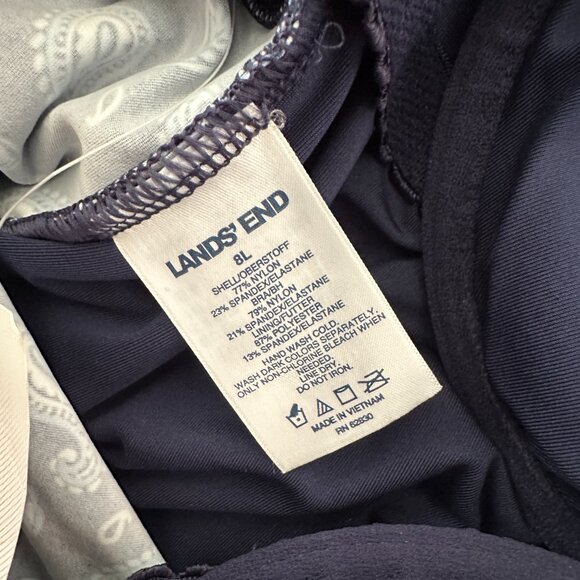 LANDS' END
8L
SHELL/OBERSTOFF
77% NYLON
23% SPANDEX/ELASTANE
BRA/BH
79% NYLON
21% SPANDEX/ELASTANE
LINING/FUTTER
87% POLYESTER
13% SPANDEX/ELASTANE
HAND WASH COLD.
WASH DARK COLORS SEPARATELY.
ONLY NON-CHLORINE BLEACH WHEN
NEEDED.
LINE DRY.
DO NOT IRON.
MADE IN VIETNAM
RN 62830